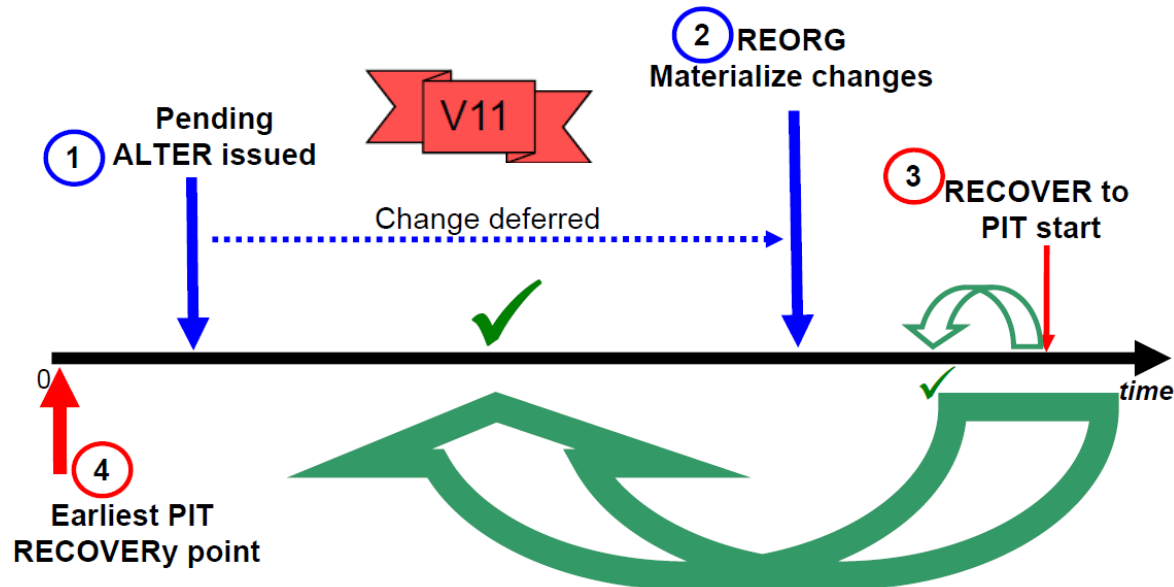 2 REORG
Materialize changes
V11
Pending
1 ALTER issued
3 RECOVER to
PIT start
Change deferred
0
time
4
Earliest PIT
RECOVERy point